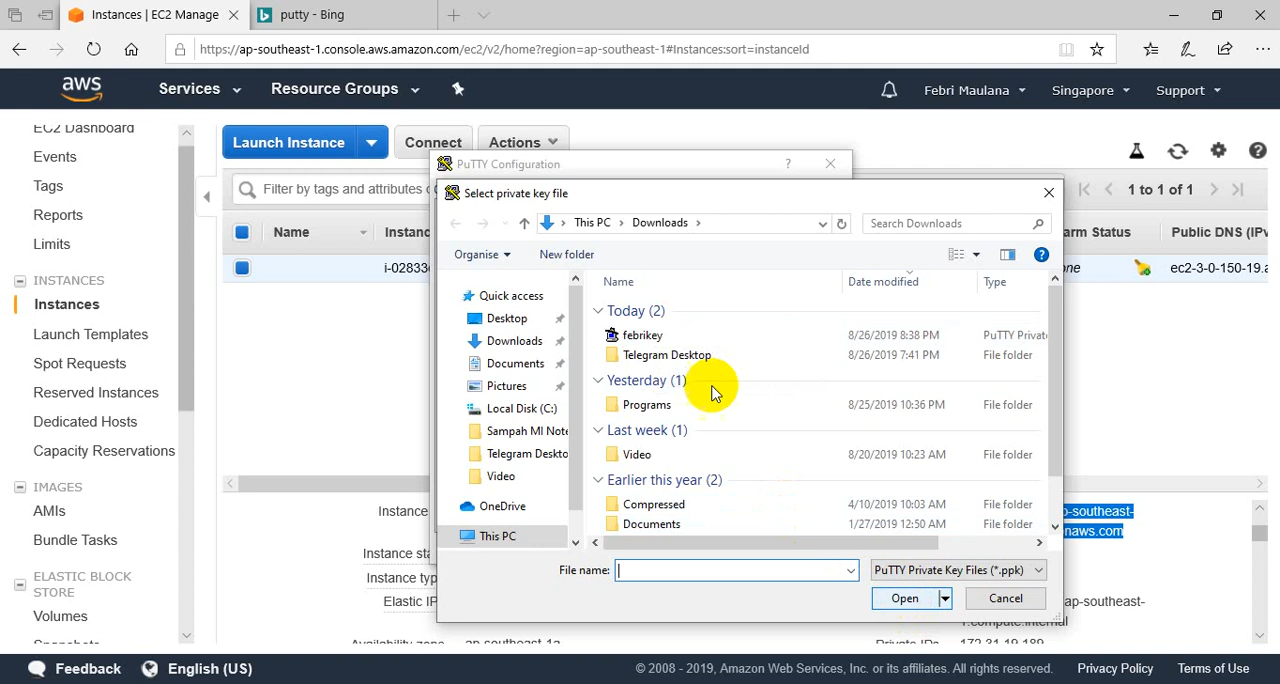 Instances | EC2 Manage
putty - Bing
https://ap-southeast-1.console.aws.amazon.com/ec2/v2/home?region=ap-southeast-1#Instances:sort=instanceId
aws
Services
Resource Groups
Febri Maulana
Singapore
Support
EC2 Dashboard
Events
Tags
Reports
Limits
INSTANCES
Instances
Launch Templates
Spot Requests
Reserved Instances
Dedicated Hosts
Capacity Reservations
IMAGES
AMIs
Bundle Tasks
ELASTIC BLOCK
STORE
Volumes
Launch Instance
Connect
Actions
Filter by tags and attributes
1 to 1 of 1
Name
Instanc
arm Status
Public DNS (IPv
i-0283
one
ec2-3-0-150-19.a
PuTTY Configuration
?
Select private key file
This PC
Downloads
Search Downloads
Organise
New folder
Quick access
Desktop
Downloads
Documents
Pictures
Local Disk (C:)
Sampah MI Note
Telegram Deskto
Video
OneDrive
This PC
Name
Date modified
Type
Today (2)
febrikey 8/26/2019 8:38 PM PuTTY Privat
Telegram Desktop 8/26/2019 7:41 PM File folder
Yesterday (1)
Programs 8/25/2019 10:36 PM File folder
Last week (1)
Video 8/20/2019 10:23 AM File folder
Earlier this year (2)
Compressed 4/10/2019 10:03 AM File folder
Documents 1/27/2019 12:50 AM File folder
File name:
PuTTY Private Key Files (*.ppk)
Open
Cancel
Instance
Instance sta
Instance typ
Elastic IP
p-southeast-
naws.com
ap-southeast-
Feedback
English (US)
© 2008 - 2019, Amazon Web Services, Inc. or its affiliates. All rights reserved.
Privacy Policy
Terms of Use